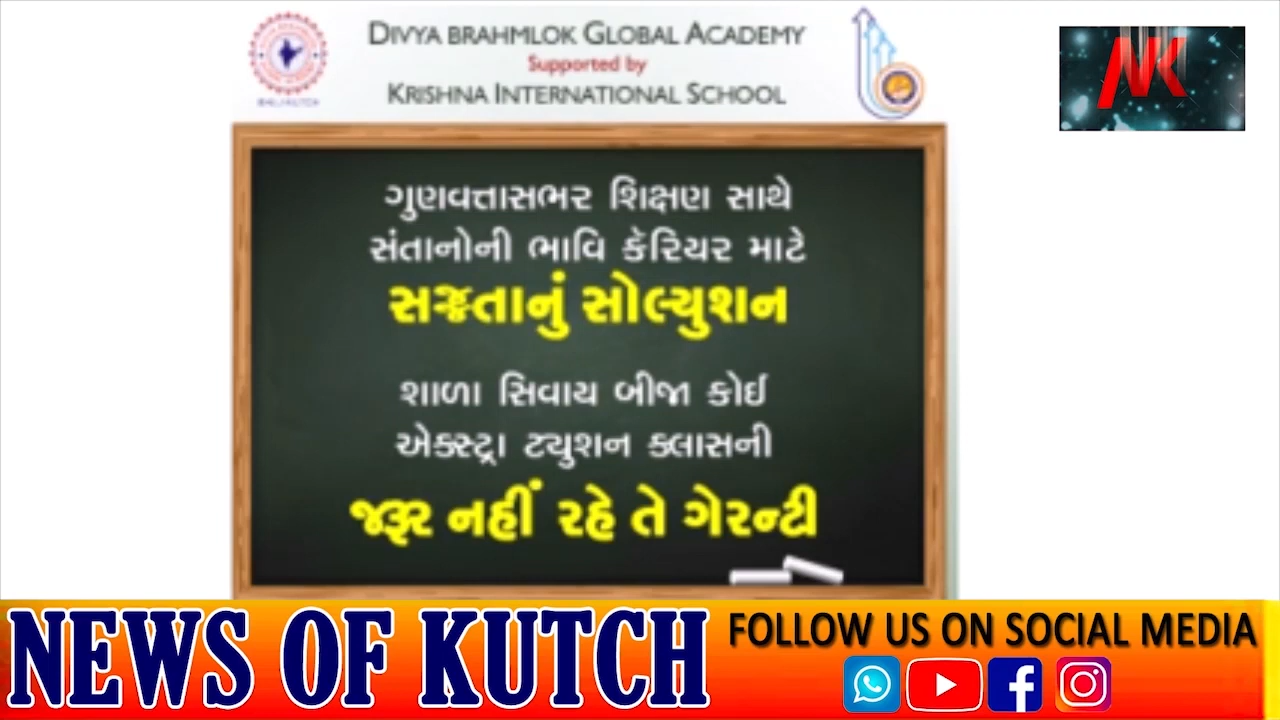 DIVYA BRAHMLOK GLOBAL ACADEMY
Supported by
KRISHNA INTERNATIONAL SCHOOL
NK
ગુણવત્તાસભર શિક્ષણ સાથે
સંતાનોની ભાવિ કૅરિયર માટે
સોલ્યુશન
શાળા સિવાય બીજા કોઈ
એક્સ્ટ્રા ટ્યુશન ક્લાસની
જરૂર નહીં રહે તે ગેરન્ટી
NEWS OF KUTCH
FOLLOW US ON SOCIAL MEDIA